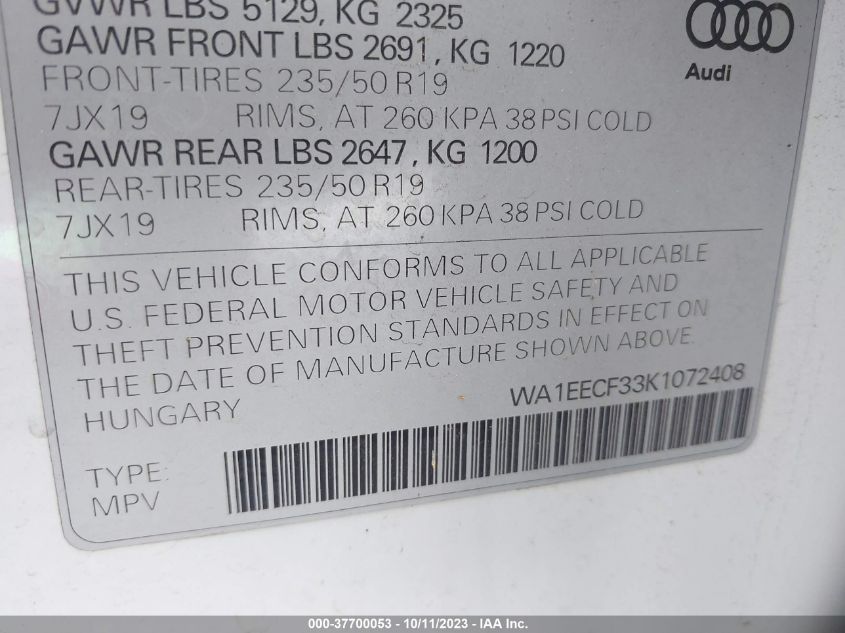 GVWR LBS 5129, KG 2325
GAWR FRONT LBS 2691, KG 1220
FRONT-TIRES 235/50 R19
7JX19 RIMS, AT 260 KPA 38 PSI COLD
GAWR REAR LBS 2647, KG 1200
REAR-TIRES 235/50 R19
7JX19 RIMS, AT 260 KPA 38 PSI COLD
Audi
THIS VEHICLE CONFORMS TO ALL APPLICABLE
U.S. FEDERAL MOTOR VEHICLE SAFETY AND
THEFT PREVENTION STANDARDS IN EFFECT ON
THE DATE OF MANUFACTURE SHOWN ABOVE.
HUNGARY WA1EECF33K1072408
TYPE:
MPV
000-37700053 - 10/11/2023 - IAA Inc.